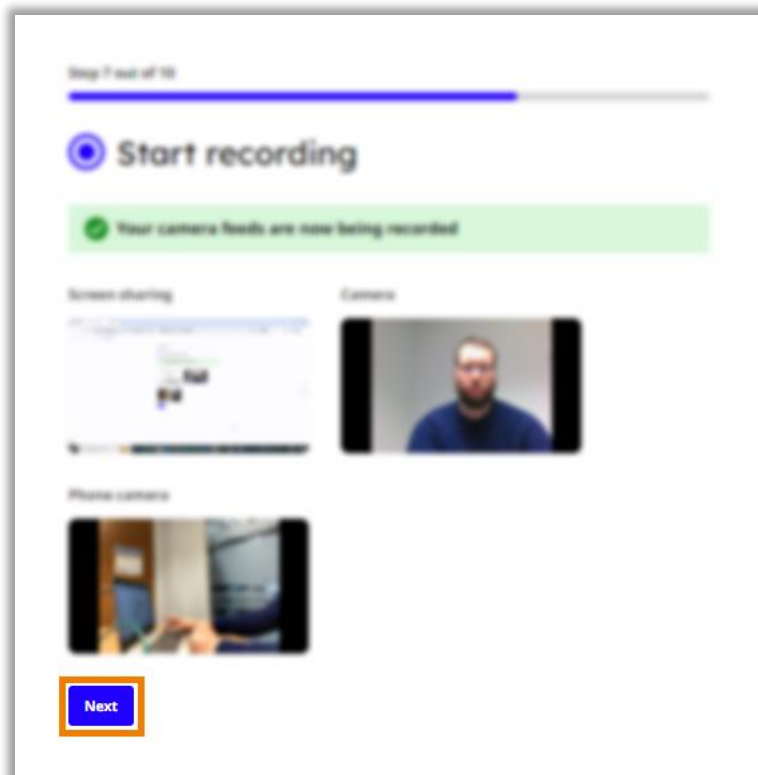 Step 7 out of 10
Start recording
Your camera feeds are now being recorded
Screen sharing
Camera
Phone camera
Next